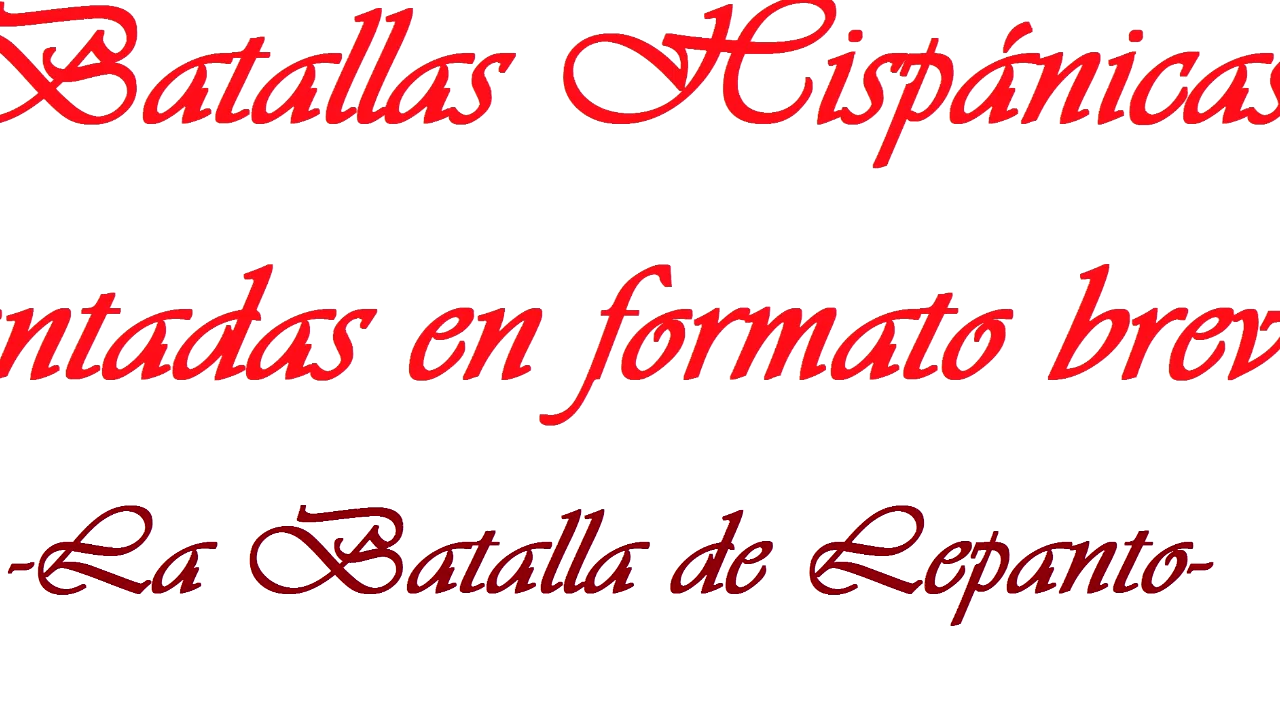 Batallas Hispánicas
ntadas en formato brev
-La Batalla de Lepanto-